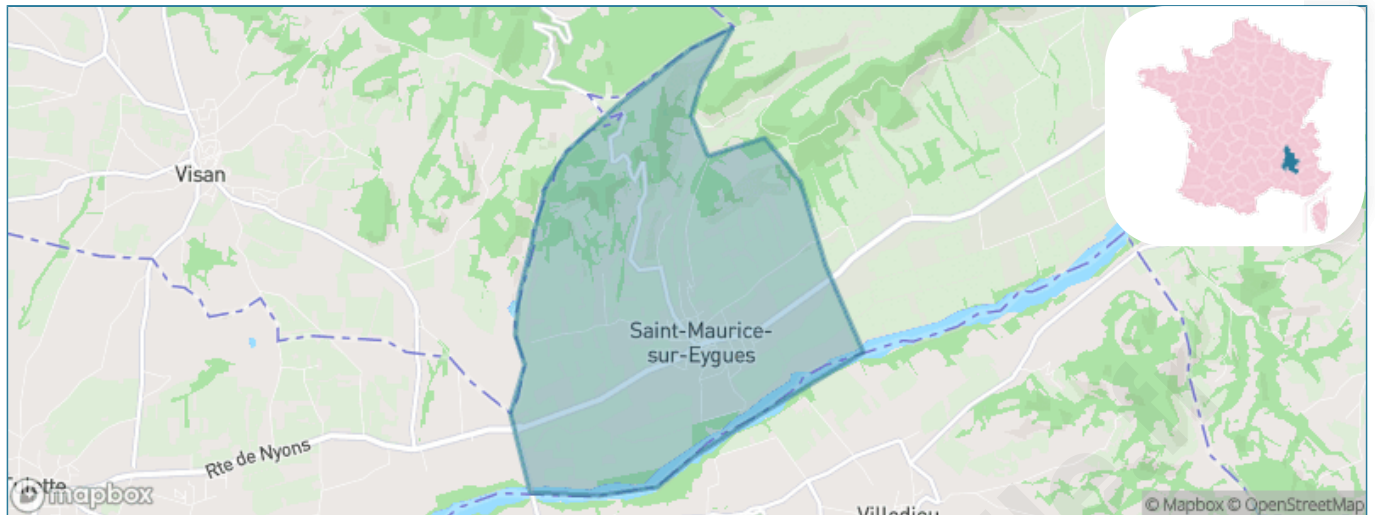 Visan
Saint-Maurice-
sur-Eygues
Rte de Nyons
mapbox
© Mapbox © OpenStreetMap